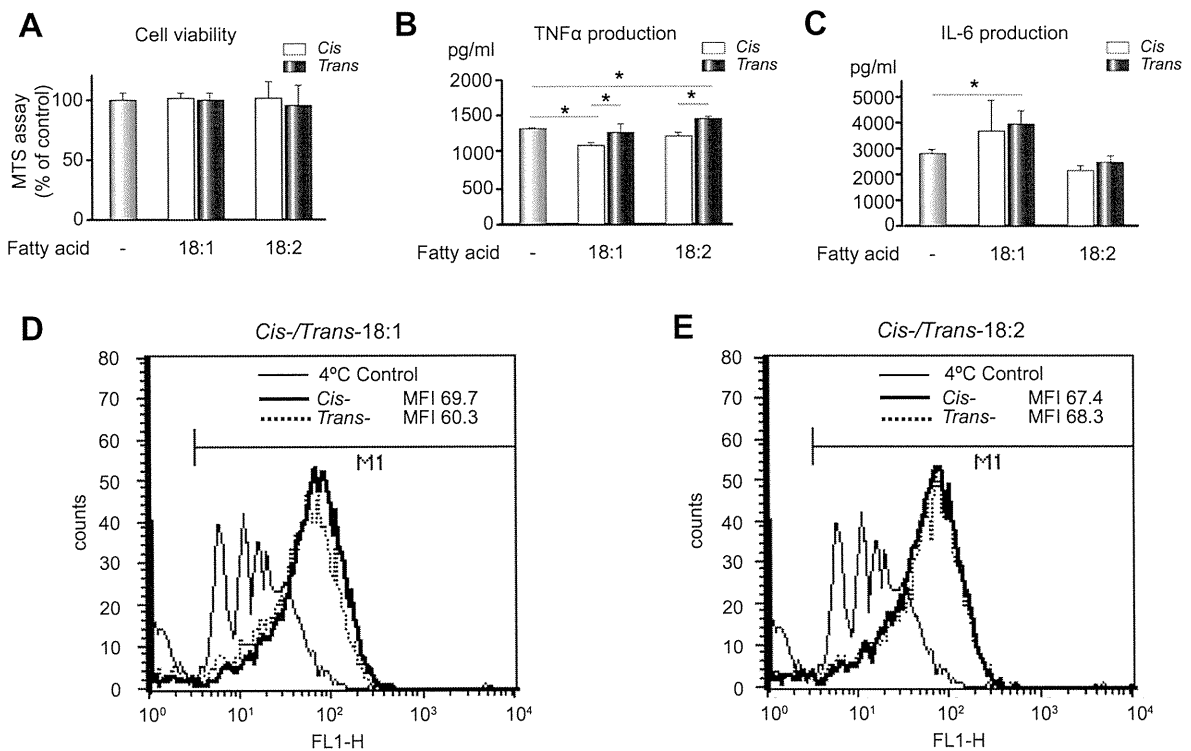 A
Cell viability
Cis
Trans
MTS assay
(% of control)
100
50
0
Fatty acid - 18:1 18:2
B
TNFα production
pg/ml
Cis
Trans
2000
1500
1000
500
0
* * * *
Fatty acid - 18:1 18:2
C
IL-6 production
pg/ml
Cis
Trans
5000
4000
3000
2000
1000
0
*
Fatty acid - 18:1 18:2
D
Cis-/Trans-18:1
80
70
60
50
40
30
20
10
0
counts
4ºC Control
Cis- MFI 69.7
Trans- MFI 60.3
M1
10⁰ 10¹ 10² 10³ 10⁴
FL1-H
E
Cis-/Trans-18:2
80
70
60
50
40
30
20
10
0
counts
4ºC Control
Cis- MFI 67.4
Trans- MFI 68.3
M1
10⁰ 10¹ 10² 10³ 10⁴
FL1-H